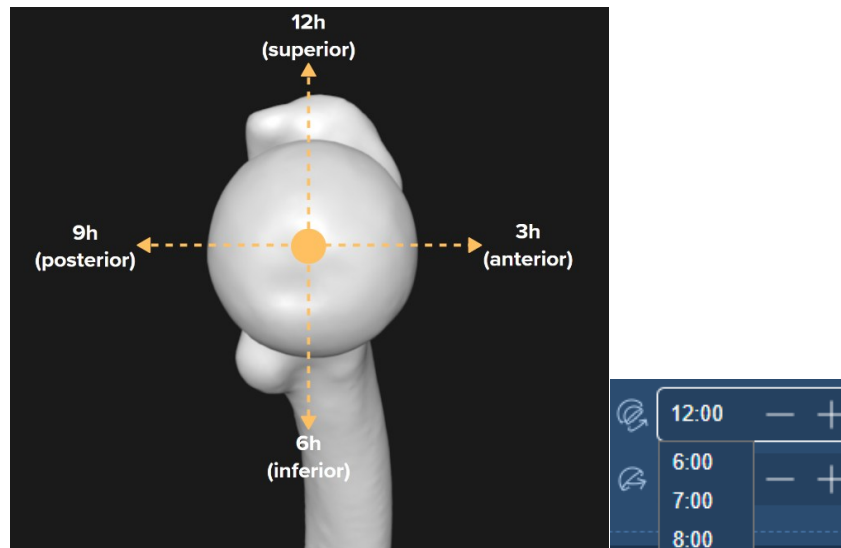 12h
(superior)
9h
(posterior)
3h
(anterior)
6h
(inferior)
12:00
6:00
7:00
8:00